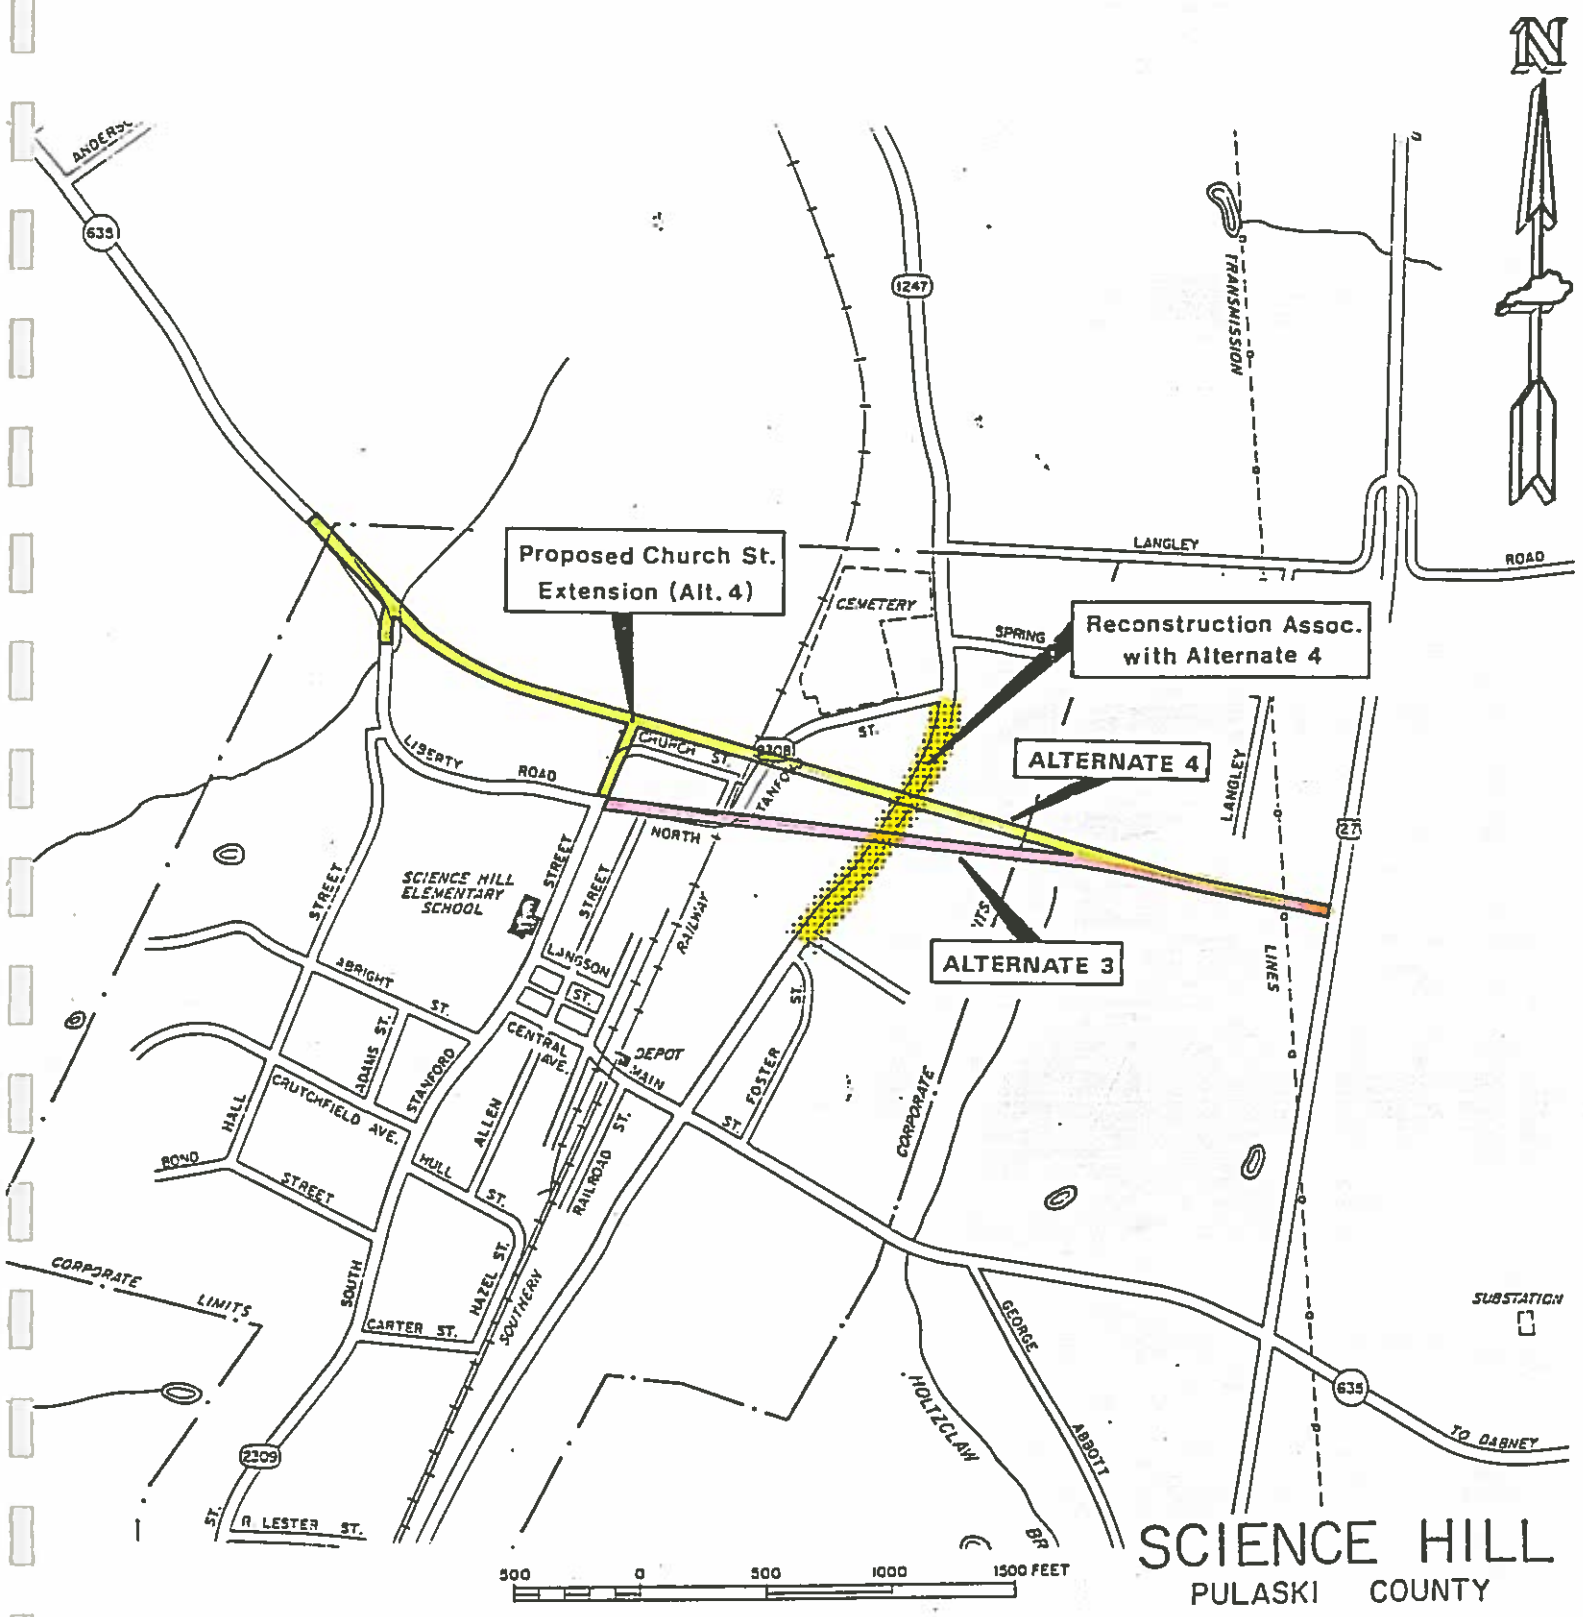 N
ANDERSO
635
1247
TRANSMISSION
LANGLEY
ROAD
Proposed Church St.
Extension (Alt. 4)
CEMETERY
SPRING
Reconstruction Assoc.
with Alternate 4
ST.
CHURCH ST.
LIBERTY ROAD
ALTERNATE 4
LANGLEY
27
NORTH
STREET
STREET
STREET
SCIENCE HILL
ELEMENTARY
SCHOOL
RAILWAY
ALTERNATE 3
LINES
LANGSON
ST.
ABRIGHT ST.
ST.
CENTRAL
AVE.
DEPOT
MAIN
ST.
FOSTER
ADAMS ST.
STANFORD
CORPORATE
CRUTCHFIELD AVE.
HALL
ALLEN
ST.
RAILROAD
BOND
STREET
HULL
ST.
CORPORATE
LIMITS
SOUTH
HAZEL ST.
SOUTHERN
CARTER ST.
GEORGE
ABBOTT
SUBSTATION
635
HOLTZCLAW
BR
TO DABNEY
2309
ST.
R. LESTER ST.
500 0 500 1000 1500 FEET
SCIENCE HILL
PULASKI COUNTY